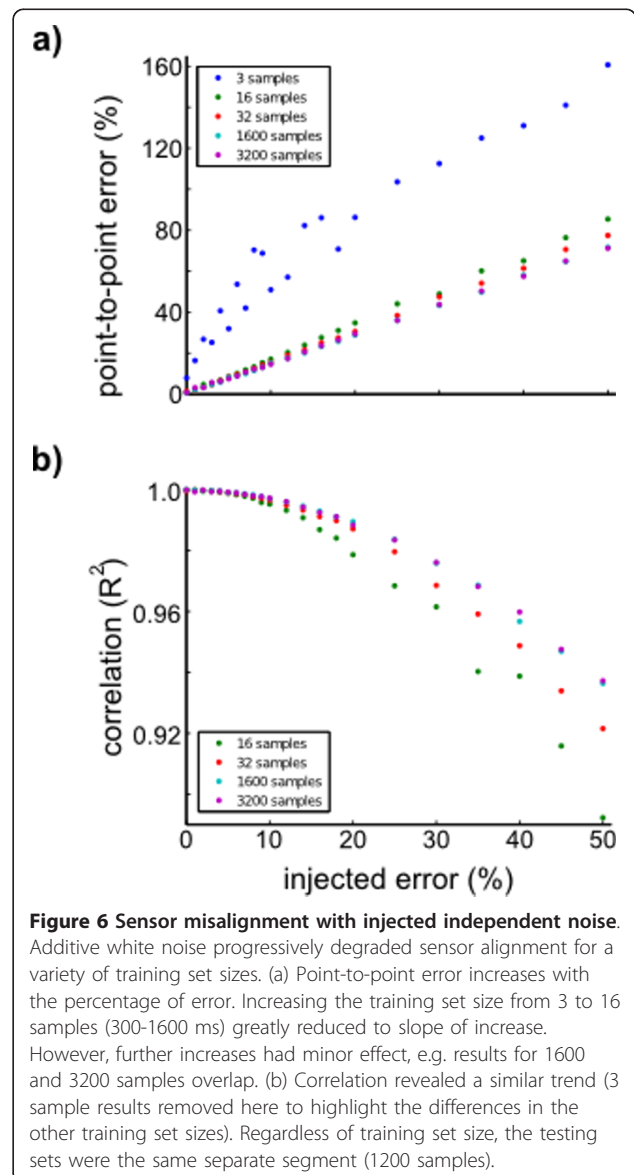 a)
160
120
80
40
0
point-to-point error (%)
3 samples
16 samples
32 samples
1600 samples
3200 samples
b)
1.0
0.96
0.92
correlation (R²)
16 samples
32 samples
1600 samples
3200 samples
0 10 20 30 40 50
injected error (%)
Figure 6 Sensor misalignment with injected independent noise.
Additive white noise progressively degraded sensor alignment for a
variety of training set sizes. (a) Point-to-point error increases with
the percentage of error. Increasing the training set size from 3 to 16
samples (300-1600 ms) greatly reduced to slope of increase.
However, further increases had minor effect, e.g. results for 1600
and 3200 samples overlap. (b) Correlation revealed a similar trend (3
sample results removed here to highlight the differences in the
other training set sizes). Regardless of training set size, the testing
sets were the same separate segment (1200 samples).